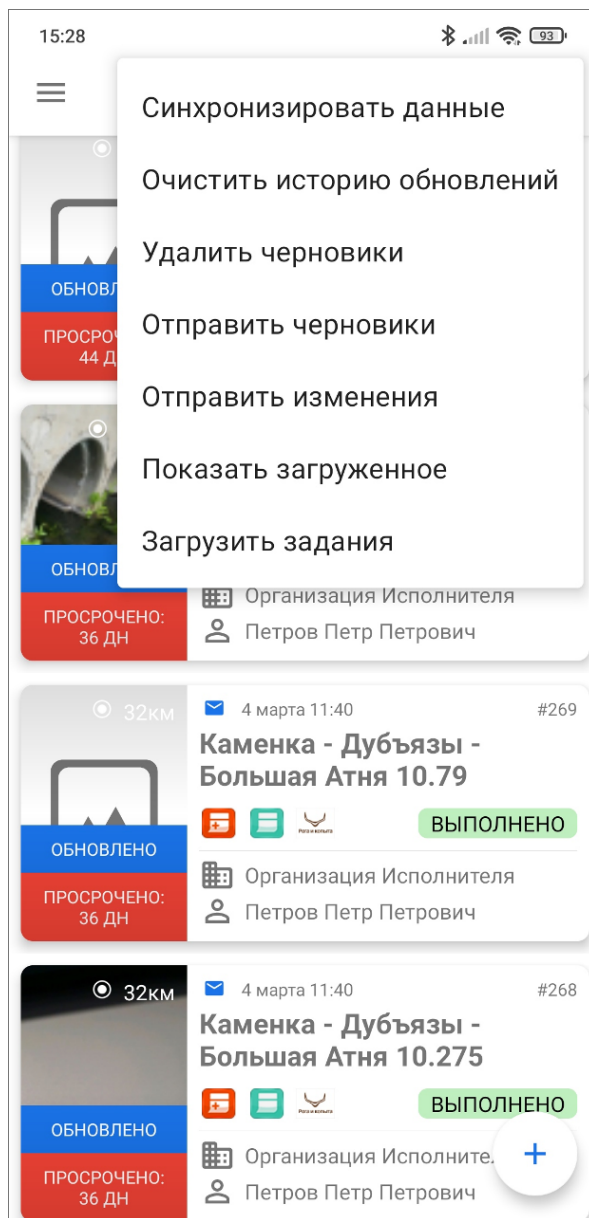 15:28
93
Синхронизировать данные
Очистить историю обновлений
Удалить черновики
Отправить черновики
Отправить изменения
Показать загруженное
Загрузить задания
44 Д
ПРОСРОЧЕНО:
36 ДН
Организация Исполнителя
Петров Петр Петрович
32км
4 марта 11:40
#269
Каменка - Дубъязы -
Большая Атня 10.79
ВЫПОЛНЕНО
ОБНОВЛЕНО
ПРОСРОЧЕНО:
36 ДН
Организация Исполнителя
Петров Петр Петрович
32км
4 марта 11:40
#268
Каменка - Дубъязы -
Большая Атня 10.275
Рога и копыта
ВЫПОЛНЕНО
ОБНОВЛЕНО
ПРОСРОЧЕНО:
36 ДН
Организация Исполните
Петров Петр Петрович